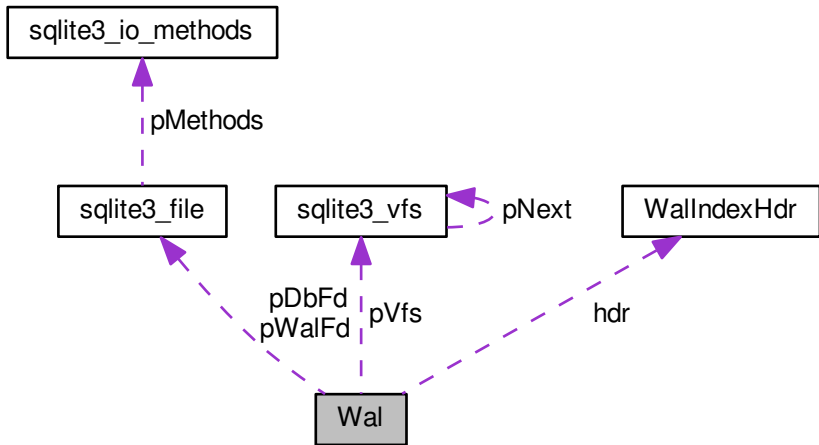 sqlite3_io_methods
pMethods
sqlite3_file
sqlite3_vfs
pNext
WalIndexHdr
pDbFd
pWalFd
pVfs
hdr
Wal